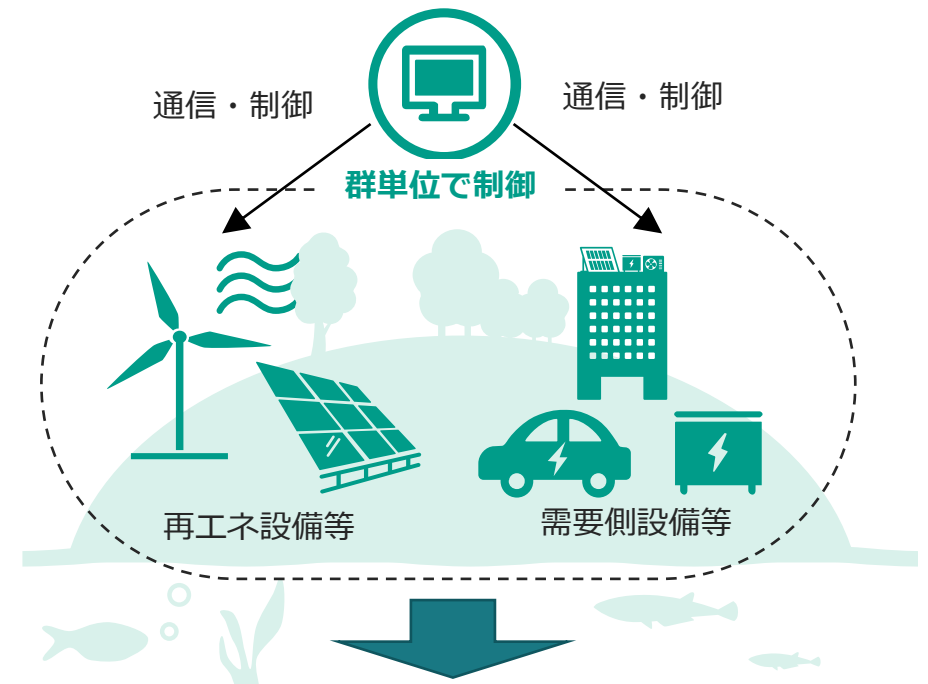 通信・制御
通信・制御
群単位で制御
再エネ設備等
需要側設備等